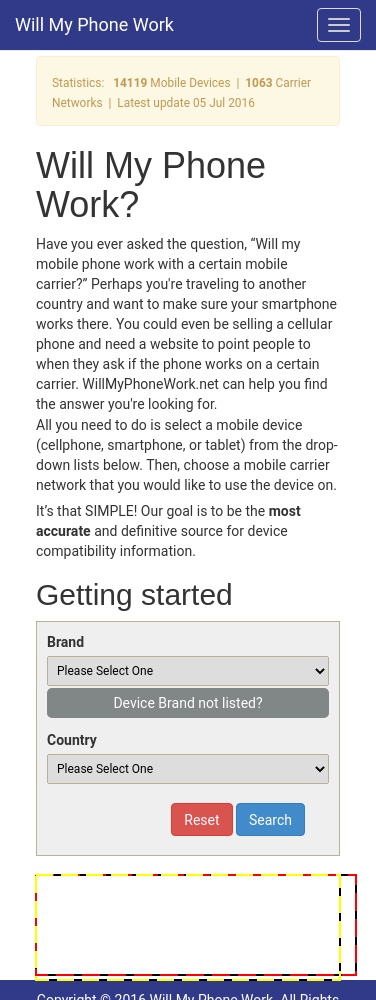 Will My Phone Work
Statistics: 14119 Mobile Devices | 1063 Carrier
Networks | Latest update 05 Jul 2016
Will My Phone
Work?
Have you ever asked the question, “Will my
mobile phone work with a certain mobile
carrier?” Perhaps you're traveling to another
country and want to make sure your smartphone
works there. You could even be selling a cellular
phone and need a website to point people to
when they ask if the phone works on a certain
carrier. WillMyPhoneWork.net can help you find
the answer you're looking for.
All you need to do is select a mobile device
(cellphone, smartphone, or tablet) from the drop-
down lists below. Then, choose a mobile carrier
network that you would like to use the device on.
It’s that SIMPLE! Our goal is to be the most
accurate and definitive source for device
compatibility information.
Getting started
Brand
Please Select One
Device Brand not listed?
Country
Please Select One
Reset Search
Copyright © 2016 Will My Phone Work. All Rights